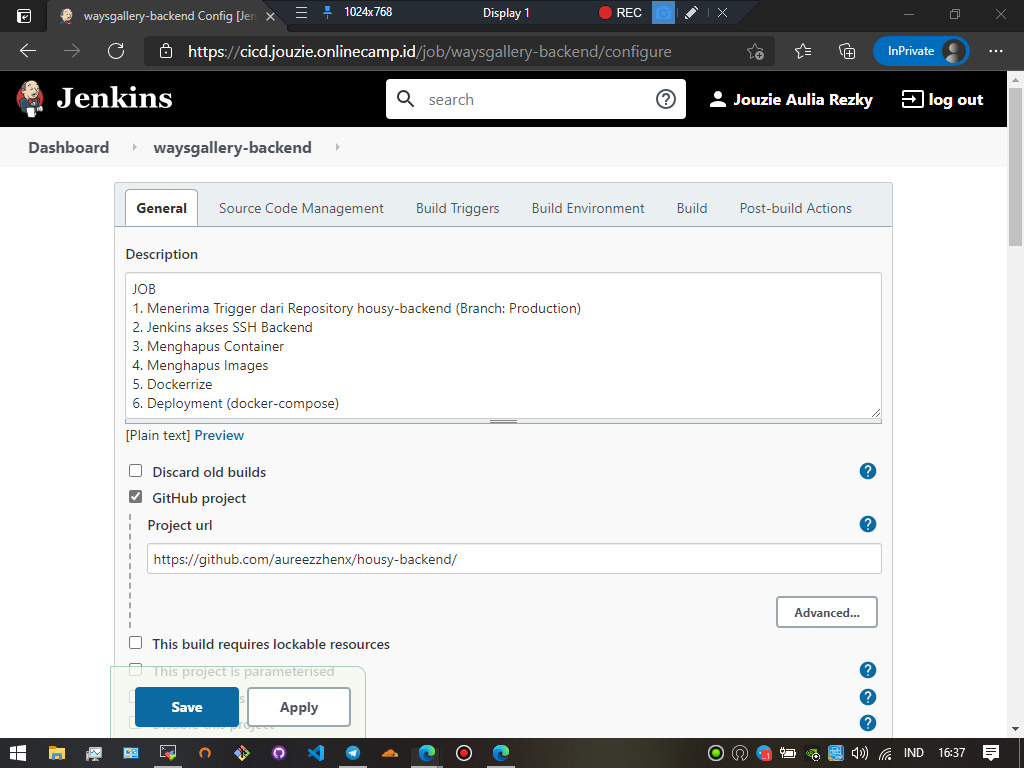 waysgallery-backend Config [Jen
1024x768
Display 1
REC
https://cicd.jouzie.onlinecamp.id/job/waysgallery-backend/configure
InPrivate
Jenkins
search
Jouzie Aulia Rezky
log out
Dashboard
waysgallery-backend
General
Source Code Management
Build Triggers
Build Environment
Build
Post-build Actions
Description
JOB
1. Menerima Trigger dari Repository housy-backend (Branch: Production)
2. Jenkins akses SSH Backend
3. Menghapus Container
4. Menghapus Images
5. Dockerrize
6. Deployment (docker-compose)
[Plain text] Preview
Discard old builds
GitHub project
Project url
https://github.com/aureezzhenx/housy-backend/
Advanced...
This build requires lockable resources
This project is parameterised
Disable this project
Save
Apply
IND
16:37